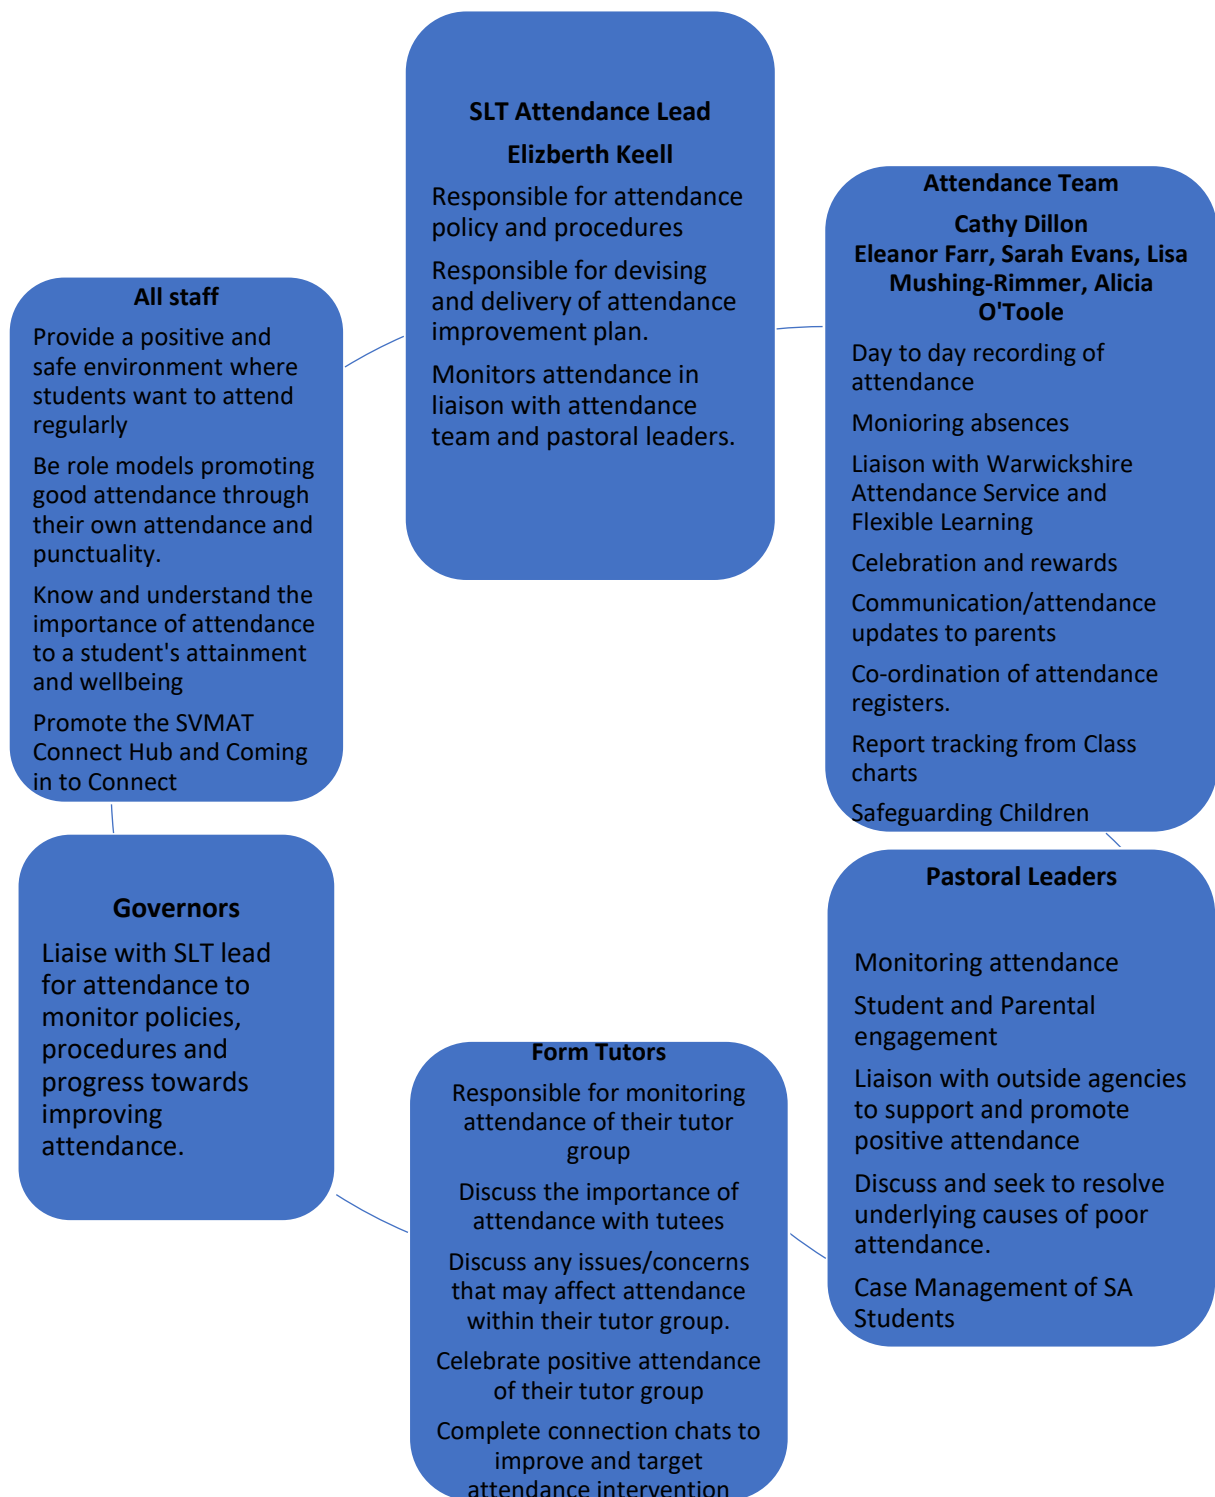 SLT Attendance Lead
Elizberth Keell
Responsible for attendance
policy and procedures
Responsible for devising
and delivery of attendance
improvement plan.
Monitors attendance in
liaison with attendance
team and pastoral leaders.
Attendance Team
Cathy Dillon
Eleanor Farr, Sarah Evans, Lisa
Mushing-Rimmer, Alicia
O'Toole
Day to day recording of
attendance
Monioring absences
Liaison with Warwickshire
Attendance Service and
Flexible Learning
Celebration and rewards
Communication/attendance
updates to parents
Co-ordination of attendance
registers.
Report tracking from Class
charts
Safeguarding Children
Pastoral Leaders
Monitoring attendance
Student and Parental
engagement
Liaison with outside agencies
to support and promote
positive attendance
Discuss and seek to resolve
underlying causes of poor
attendance.
Case Management of SA
Students
Form Tutors
Responsible for monitoring
attendance of their tutor
group
Discuss the importance of
attendance with tutees
Discuss any issues/concerns
that may affect attendance
within their tutor group.
Celebrate positive attendance
of their tutor group
Complete connection chats to
improve and target
attendance intervention
Governors
Liaise with SLT lead
for attendance to
monitor policies,
procedures and
progress towards
improving
attendance.
All staff
Provide a positive and
safe environment where
students want to attend
regularly
Be role models promoting
good attendance through
their own attendance and
punctuality.
Know and understand the
importance of attendance
to a student's attainment
and wellbeing
Promote the SVMAT
Connect Hub and Coming
in to Connect